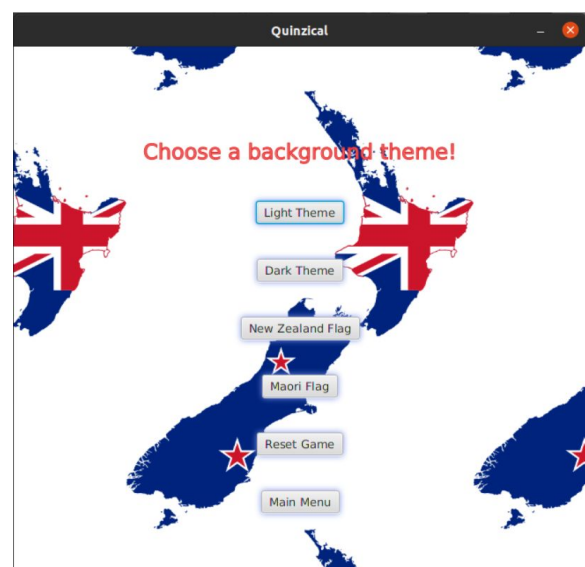 Quinzical
Choose a background theme!
Light Theme
Dark Theme
New Zealand Flag
Maori Flag
Reset Game
Main Menu